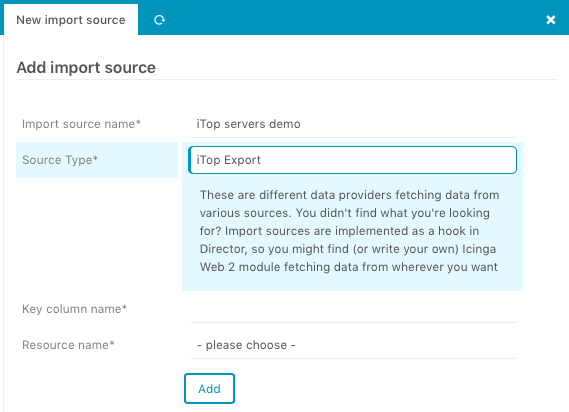 New import source
Add import source
Import source name* iTop servers demo
Source Type* iTop Export
These are different data providers fetching data from
various sources. You didn't find what you're looking
for? Import sources are implemented as a hook in
Director, so you might find (or write your own) Icinga
Web 2 module fetching data from wherever you want
Key column name*
Resource name* - please choose -
Add